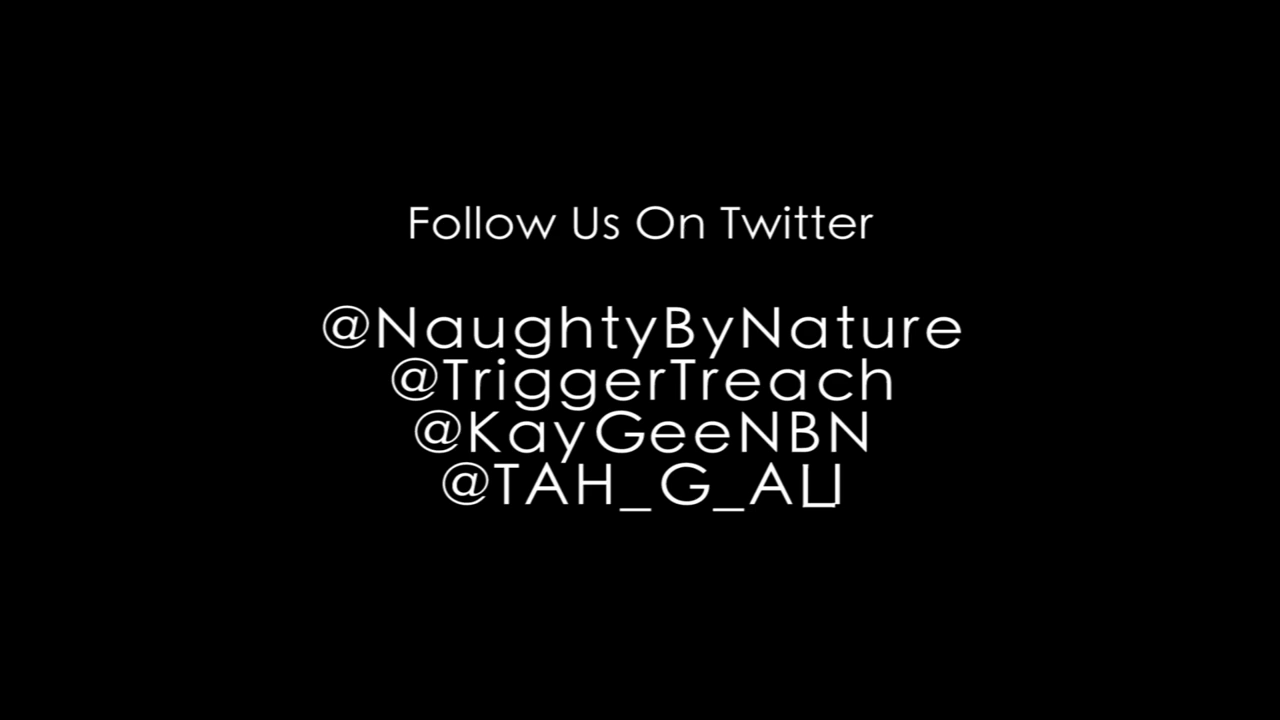 Follow Us On Twitter
@NaughtyByNature
@TriggerTreach
@KayGeeNBN
@TAH_G_ALI